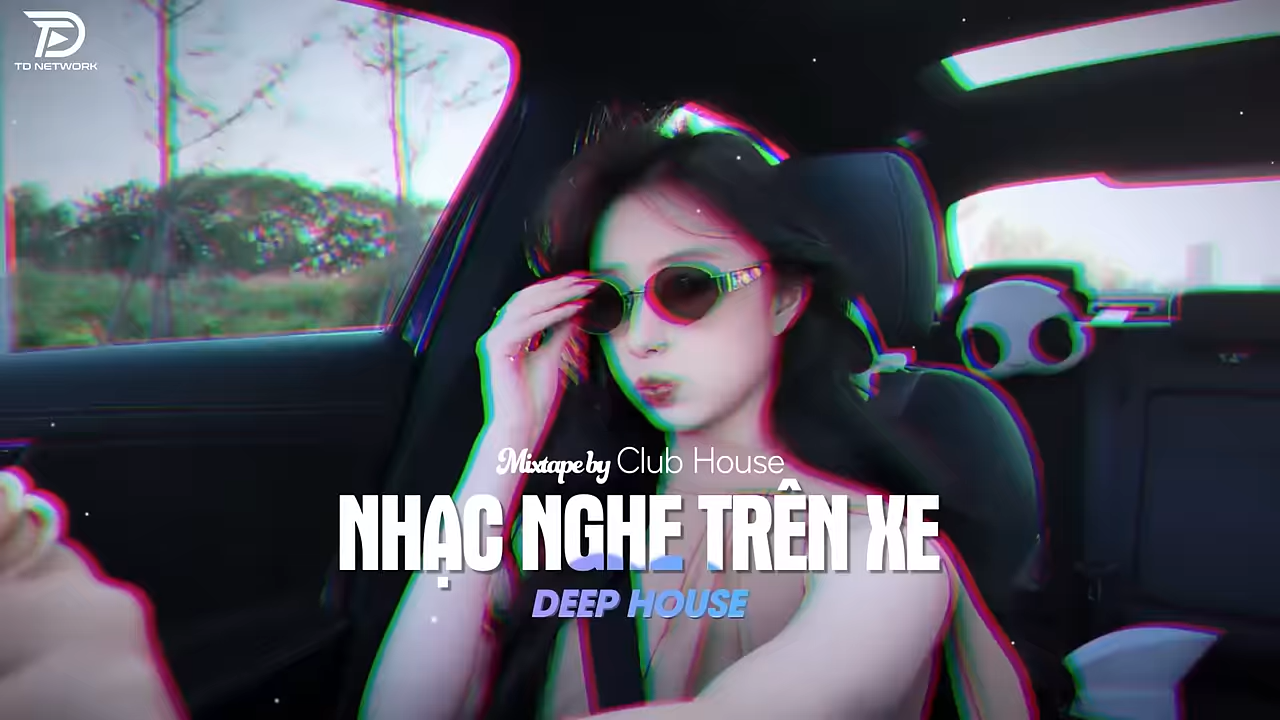 TD NETWORK
Mixtape by Club House
NHẠC NGHE TRÊN XE
DEEP HOUSE